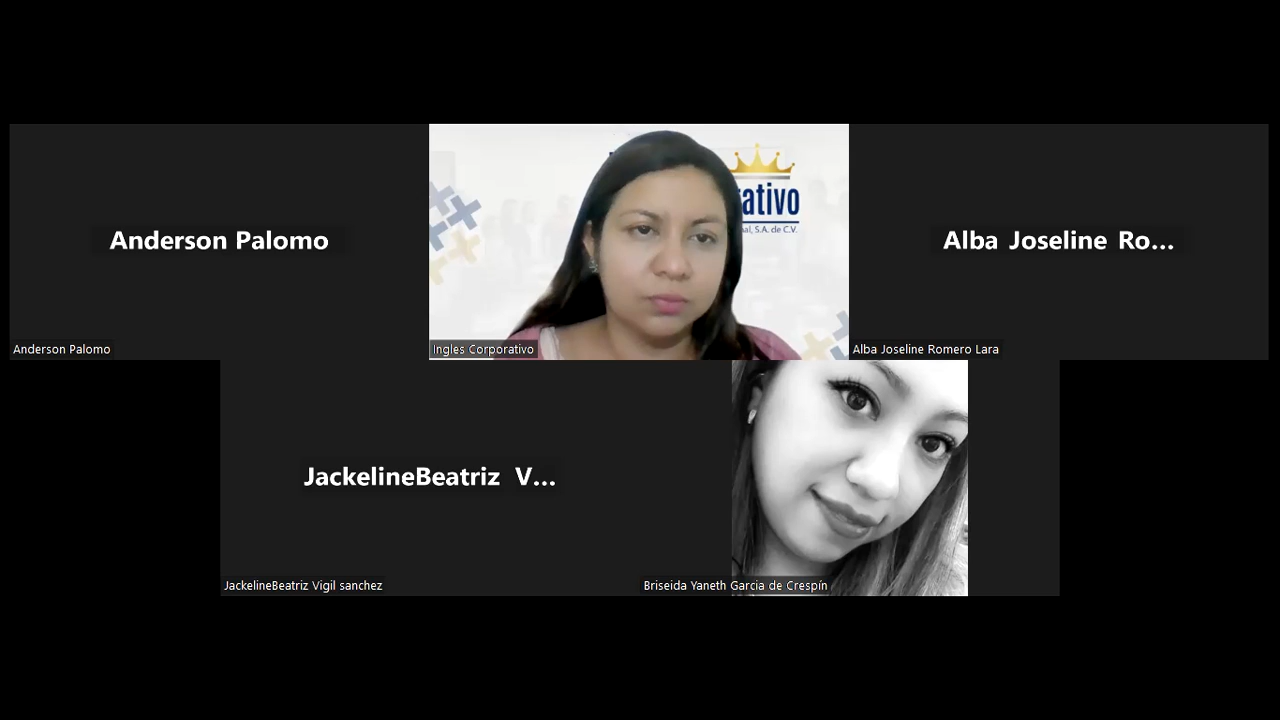 Anderson Palomo
Anderson Palomo
ativo
nal, S.A. de C.V.
Ingles Corporativo
Alba Joseline Ro...
Alba Joseline Romero Lara
JackelineBeatriz V...
JackelineBeatriz Vigil sanchez
Briseida Yaneth Garcia de Crespín